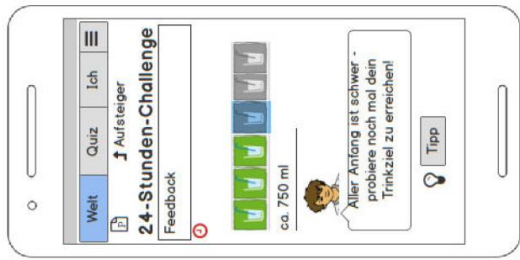 Welt Quiz Ich
Aufsteiger
24-Stunden-Challenge
Feedback
ca. 750 ml
Aller Anfang ist schwer -
probiere noch mal dein
Trinkziel zu erreichen!
Tipp